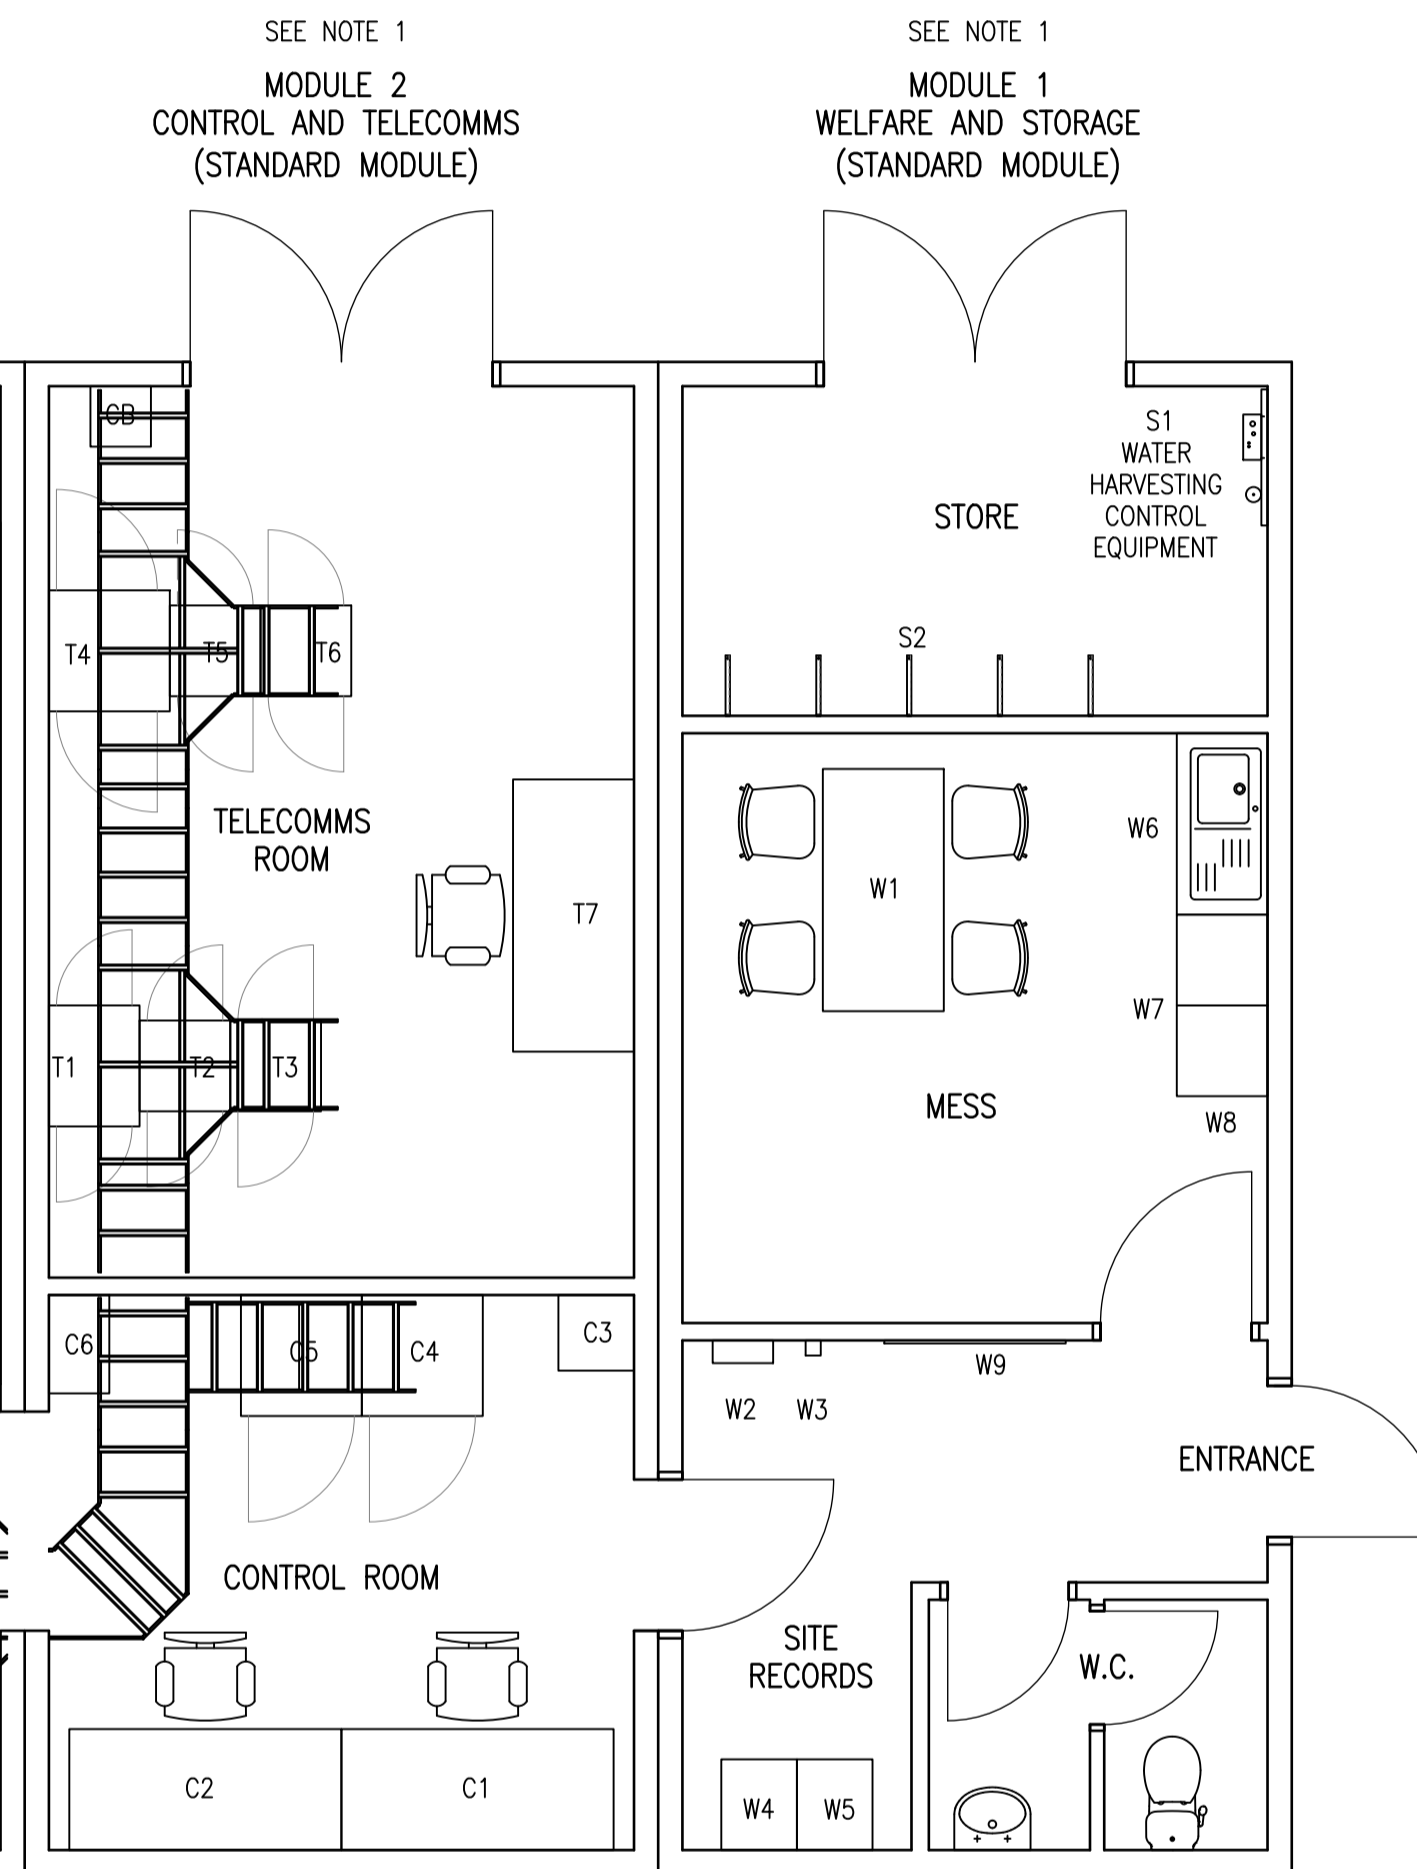 SEE NOTE 1
MODULE 2
CONTROL AND TELECOMMS
(STANDARD MODULE)
SEE NOTE 1
MODULE 1
WELFARE AND STORAGE
(STANDARD MODULE)
CB
T4
T5
T6
TELECOMMS
ROOM
T7
T1
T2
T3
S1
WATER
HARVESTING
CONTROL
EQUIPMENT
STORE
S2
W6
W1
W7
MESS
W8
C6
C5
C4
C3
W9
W2
W3
ENTRANCE
CONTROL ROOM
SITE
RECORDS
W.C.
C2
C1
W4
W5